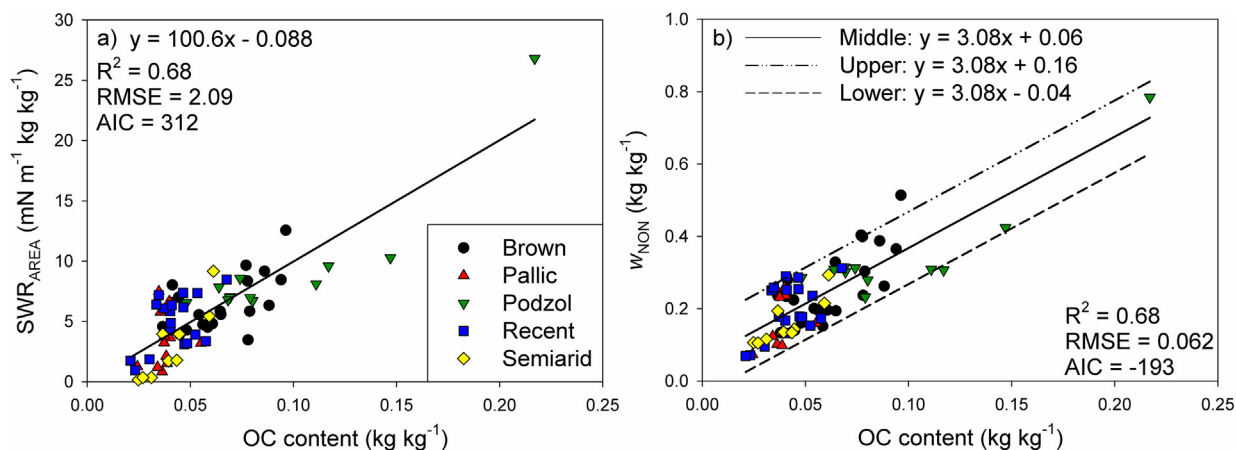 a) y = 100.6x - 0.088
R² = 0.68
RMSE = 2.09
AIC = 312
30
25
20
15
10
5
0
SWR_AREA (mN m⁻¹ kg kg⁻¹)
0.00 0.05 0.10 0.15 0.20 0.25
OC content (kg kg⁻¹)
Brown
Pallic
Podzol
Recent
Semiarid
b)
Middle: y = 3.08x + 0.06
Upper: y = 3.08x + 0.16
Lower: y = 3.08x - 0.04
1.0
0.8
0.6
0.4
0.2
0.0
w_NON (kg kg⁻¹)
R² = 0.68
RMSE = 0.062
AIC = -193
0.00 0.05 0.10 0.15 0.20 0.25
OC content (kg kg⁻¹)